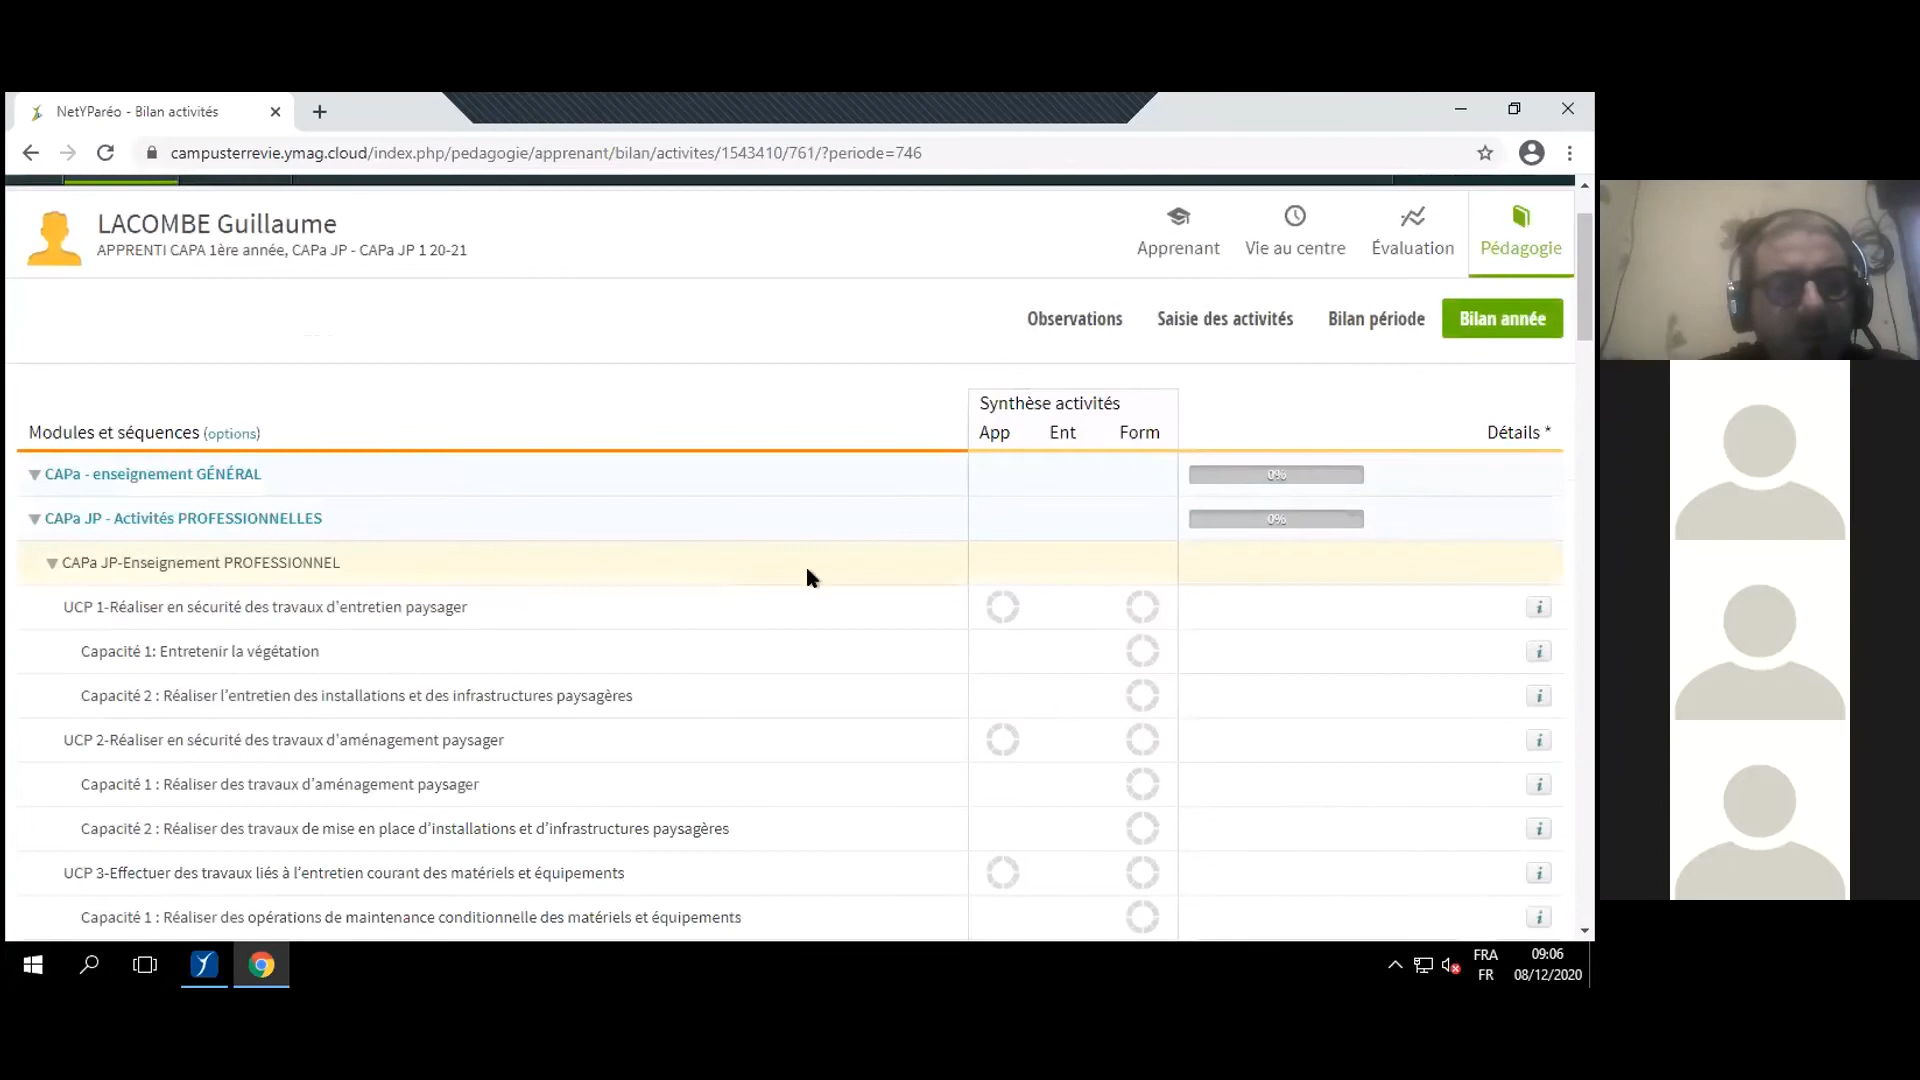 NetYParéo - Bilan activités
campusterrevie.ymag.cloud/index.php/pedagogie/apprenant/bilan/activites/1543410/761/?periode=746
LACOMBE Guillaume
APPRENTI CAPA 1ère année, CAPa JP - CAPa JP 1 20-21
Apprenant
Vie au centre
Évaluation
Pédagogie
Observations
Saisie des activités
Bilan période
Bilan année
Synthèse activités
Modules et séquences (options)
App
Ent
Form
Détails *
CAPa - enseignement GÉNÉRAL
0%
CAPa JP - Activités PROFESSIONNELLES
0%
CAPa JP-Enseignement PROFESSIONNEL
UCP 1-Réaliser en sécurité des travaux d'entretien paysager
Capacité 1: Entretenir la végétation
Capacité 2 : Réaliser l'entretien des installations et des infrastructures paysagères
UCP 2-Réaliser en sécurité des travaux d'aménagement paysager
Capacité 1 : Réaliser des travaux d'aménagement paysager
Capacité 2 : Réaliser des travaux de mise en place d'installations et d'infrastructures paysagères
UCP 3-Effectuer des travaux liés à l'entretien courant des matériels et équipements
Capacité 1 : Réaliser des opérations de maintenance conditionnelle des matériels et équipements
FRA
FR
09:06
08/12/2020